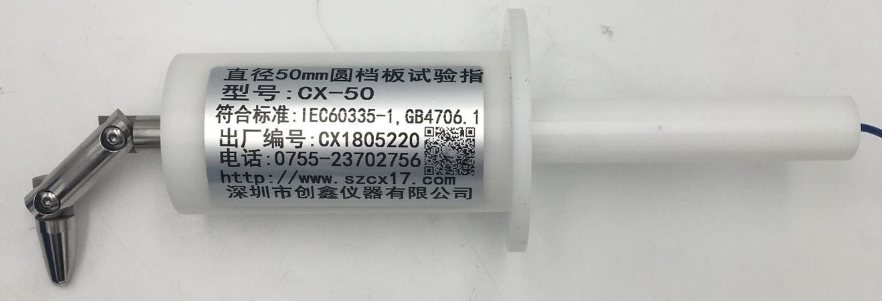 直径50mm圆档板试验指
型号:CX-50
符合标准:IEC60335-1,GB4706.1
出厂编号:CX1805220
电话:0755-23702756
http://www.szcx17.com
深圳市创鑫仪器有限公司